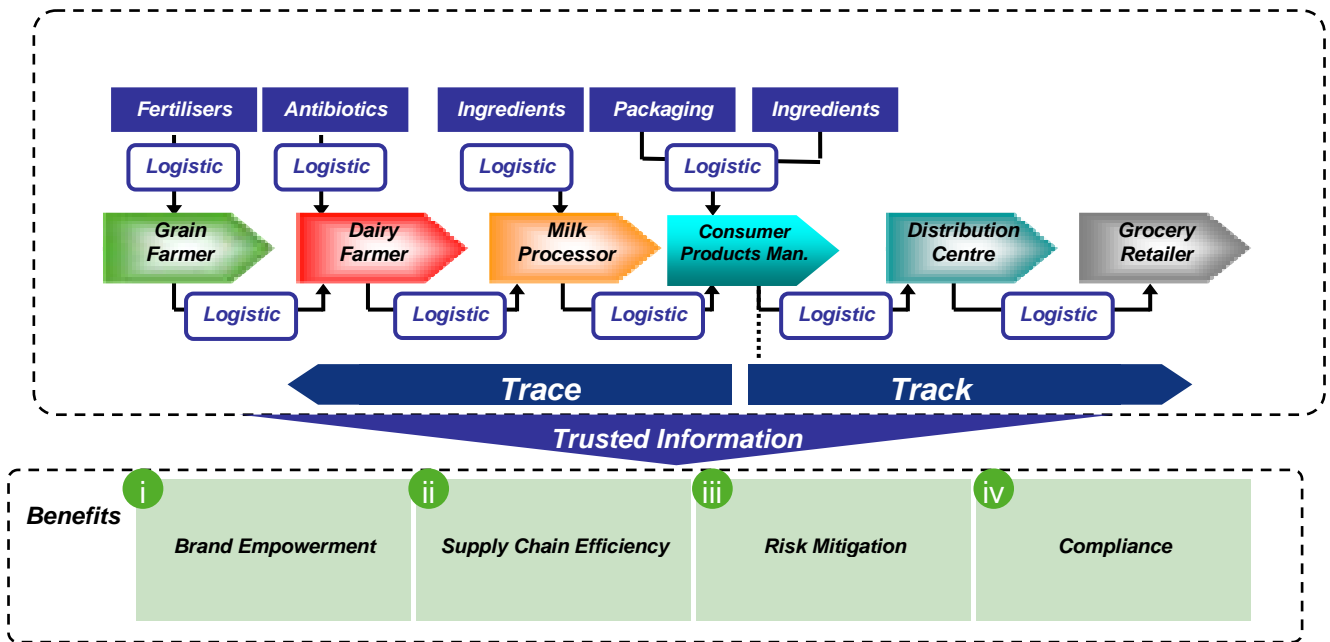 Fertilisers
Antibiotics
Ingredients
Packaging
Ingredients
Logistic
Logistic
Logistic
Logistic
Grain
Farmer
Dairy
Farmer
Milk
Processor
Consumer
Products Man.
Distribution
Centre
Grocery
Retailer
Logistic
Logistic
Logistic
Logistic
Logistic
Trace
Track
Trusted Information
Benefits
i
Brand Empowerment
ii
Supply Chain Efficiency
iii
Risk Mitigation
iv
Compliance